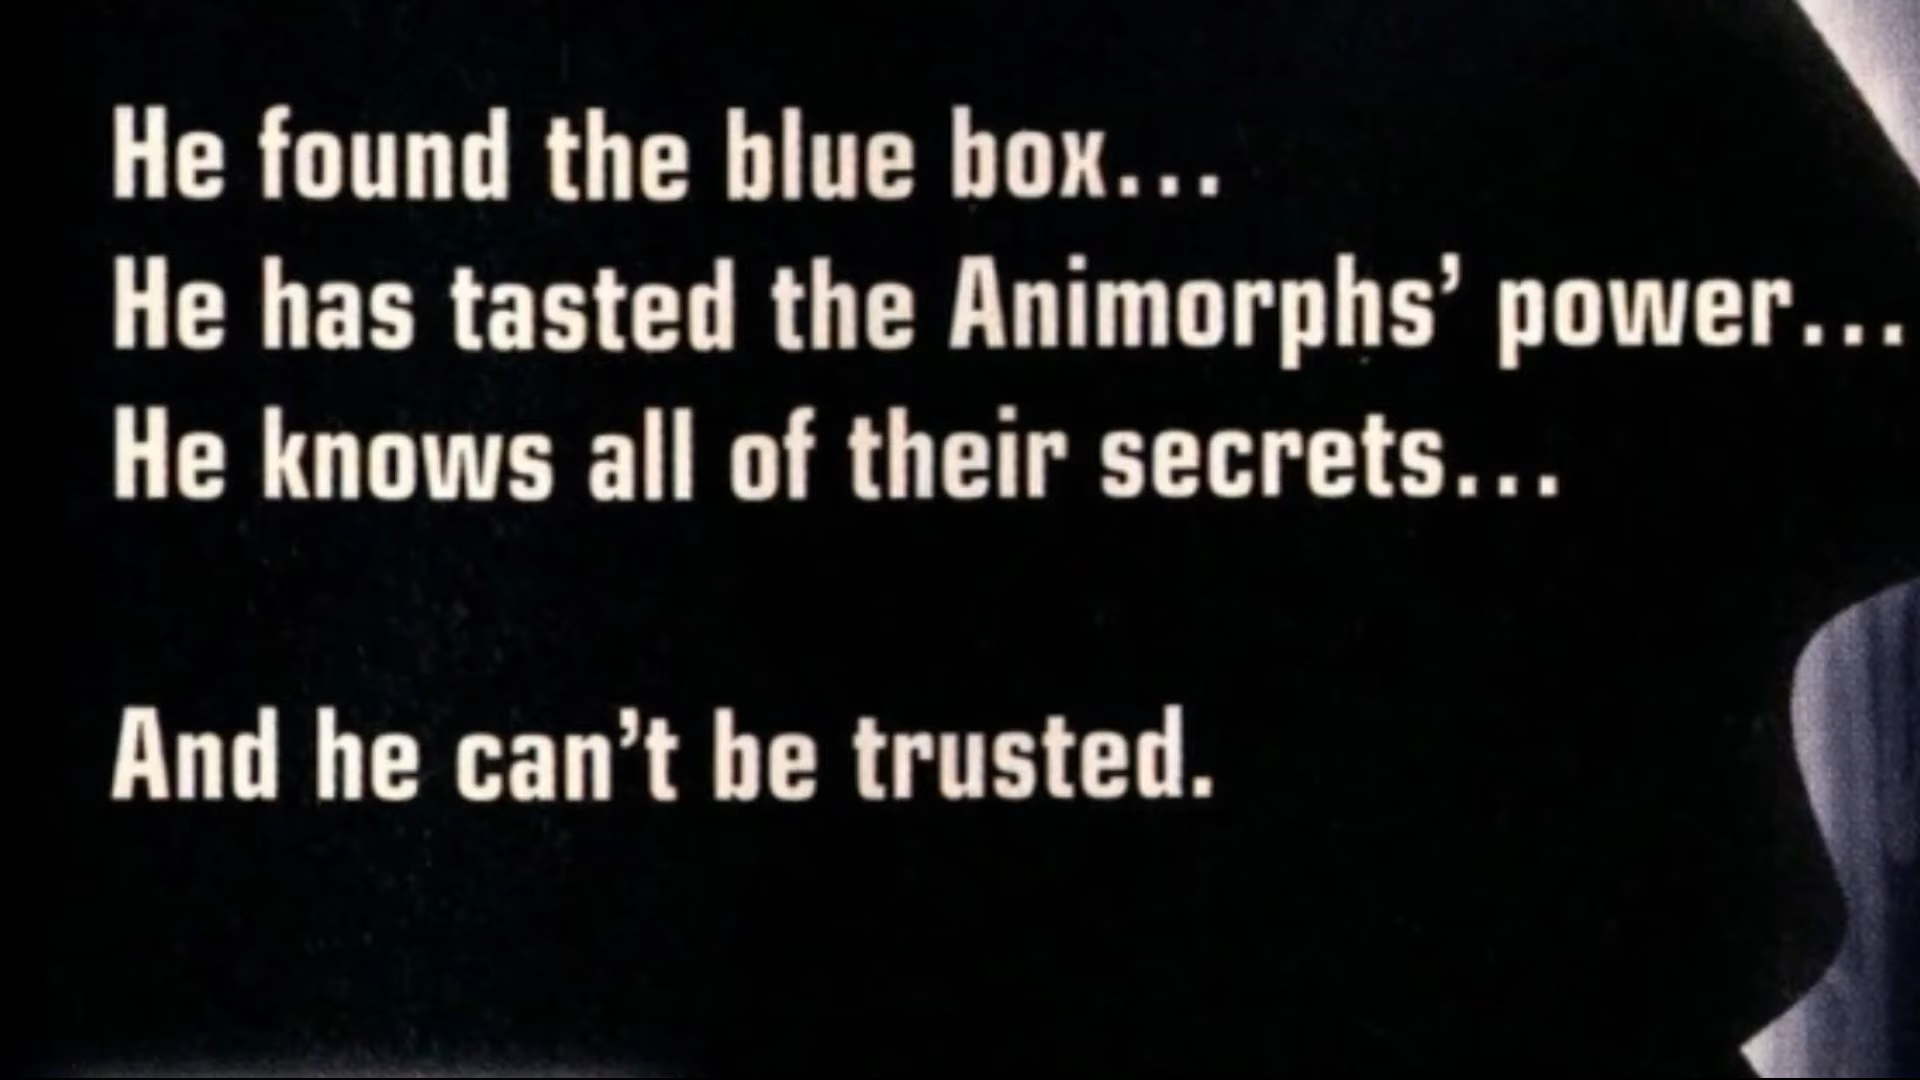 He found the blue box...
He has tasted the Animorphs’ power...
He knows all of their secrets...
And he can’t be trusted.